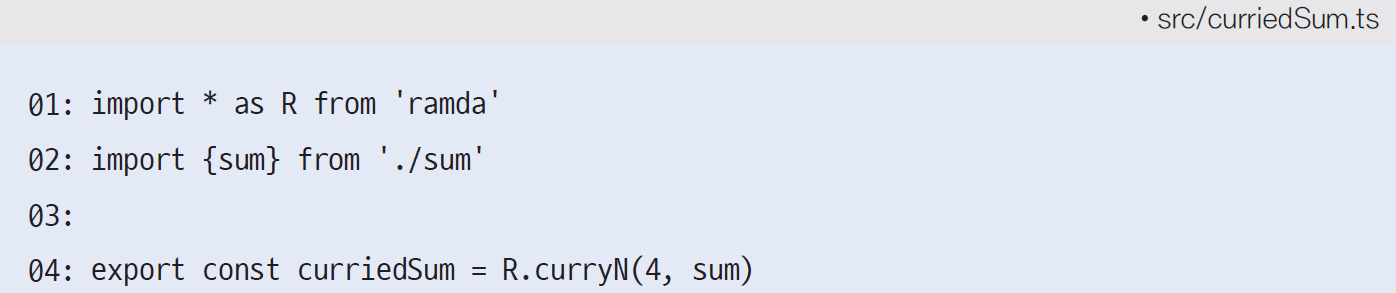 • src/curriedSum.ts
01: import * as R from 'ramda'
02: import {sum} from './sum'
03:
04: export const curriedSum = R.curryN(4, sum)